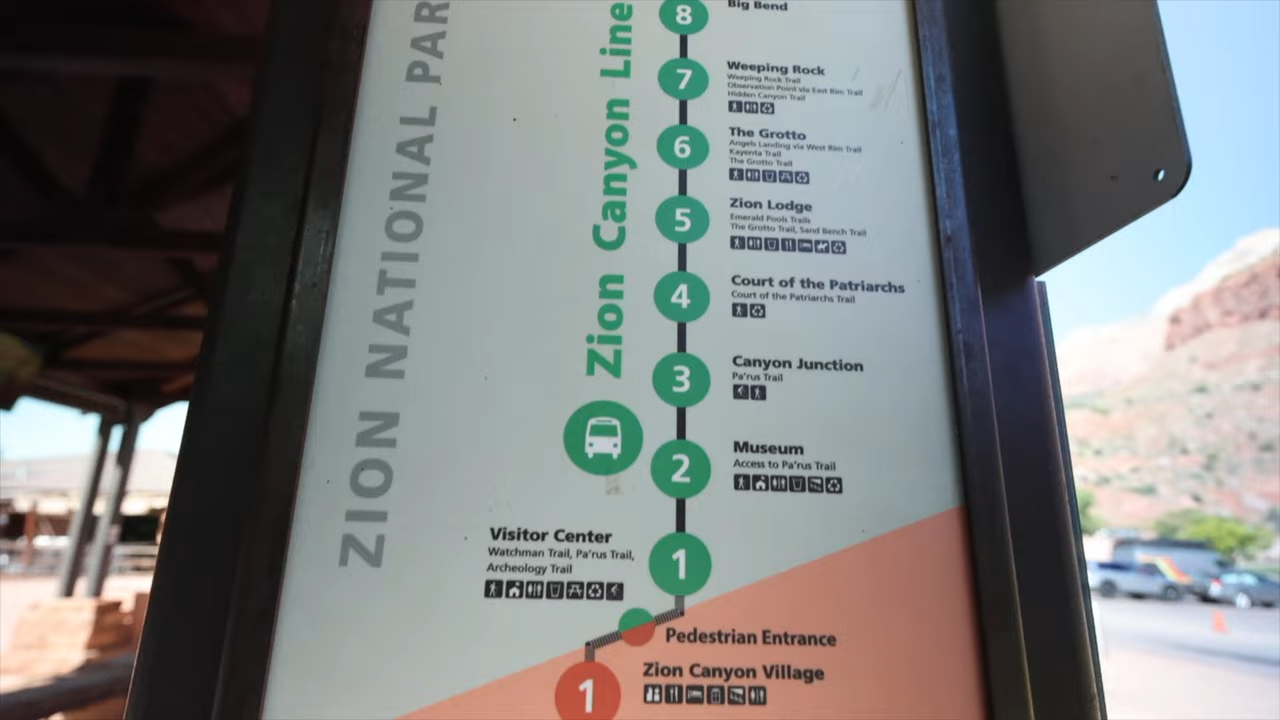 ZION NATIONAL PAR
Zion Canyon Line
8
Big Bend
7
Weeping Rock
Weeping Rock Trail
Observation Point via East Rim Trail
Hidden Canyon Trail
6
The Grotto
Angels Landing via West Rim Trail
Kayenta Trail
The Grotto Trail
5
Zion Lodge
Emerald Pools Trails
The Grotto Trail, Sand Bench Trail
4
Court of the Patriarchs
Court of the Patriarchs Trail
3
Canyon Junction
Pa'rus Trail
2
Museum
Access to Pa'rus Trail
1
Visitor Center
Watchman Trail, Pa'rus Trail,
Archeology Trail
Pedestrian Entrance
1
Zion Canyon Village